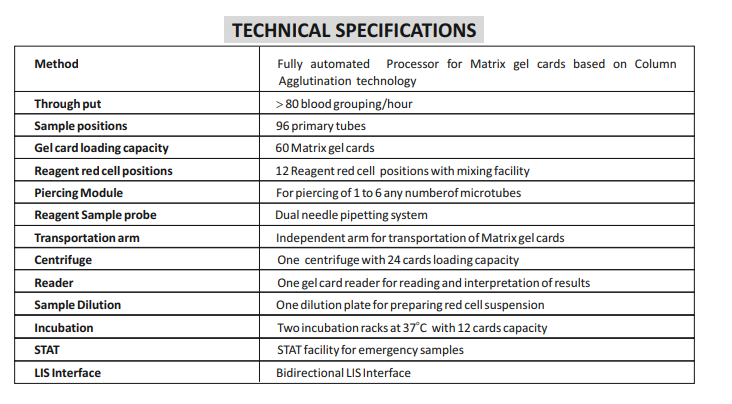 TECHNICAL SPECIFICATIONS
Method Fully automated Processor for Matrix gel cards based on Column
Agglutination technology
Through put >80 blood grouping/hour
Sample positions 96 primary tubes
Gel card loading capacity 60 Matrix gel cards
Reagent red cell positions 12 Reagent red cell positions with mixing facility
Piercing Module For piercing of 1 to 6 any numberof microtubes
Reagent Sample probe Dual needle pipetting system
Transportation arm Independent arm for transportation of Matrix gel cards
Centrifuge One centrifuge with 24 cards loading capacity
Reader One gel card reader for reading and interpretation of results
Sample Dilution One dilution plate for preparing red cell suspension
Incubation Two incubation racks at 37°C with 12 cards capacity
STAT STAT facility for emergency samples
LIS Interface Bidirectional LIS Interface